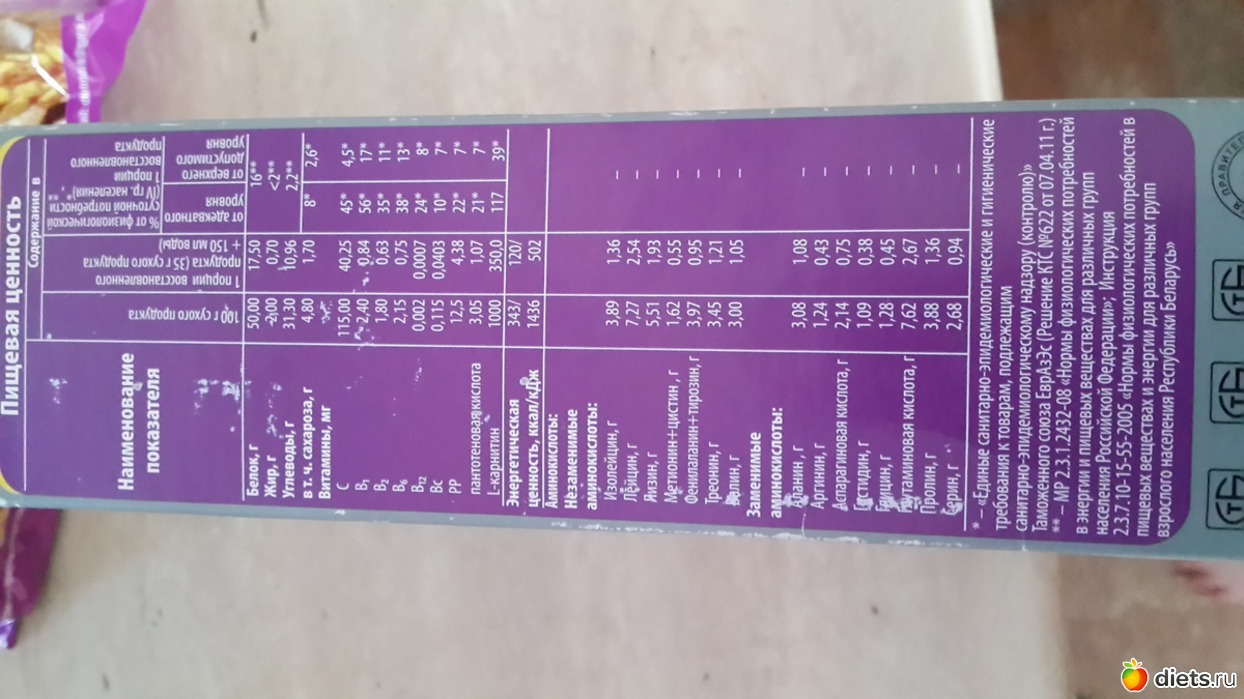 Пищевая ценность
Наименование показателя
Содержание в
100 г сухого продукта
1 порции восстановленного продукта (35 г сухого продукта + 150 мл воды)
% от физиологической суточной потребности (IV гр. населения)*, ** 1 порции восстановленного продукта
от адекватного уровня
от верхнего допустимого уровня
Белок, г 50,00 17,50 16**
Жир, г 2,00 0,70 <2**
Углеводы, г 31,30 10,96 2,2**
в т. ч. сахароза, г 4,80 1,70 8* 2,6*
Витамины, мг
C 115,00 40,25 45* 4,5*
B1 2,40 0,84 56* 17*
B2 1,80 0,63 35* 11*
B6 2,15 0,75 38* 13*
B12 0,002 0,0007 24* 8*
Bc 0,115 0,0403 10* 7*
PP 12,5 4,38 22* 7*
пантотеновая кислота 3,05 1,07 21* 7*
L-карнитин 1000 350,0 117 39*
Энергетическая 343/ 120/
ценность, ккал/кДж 1436 502
Аминокислоты:
Незаменимые
аминокислоты:
Изолейцин, г 3,89 1,36 –
Лейцин, г 7,27 2,54 –
Лизин, г 5,51 1,93 –
Метионин+цистин, г 1,62 0,55 –
Фенилаланин+тирозин, г 3,97 0,95 –
Треонин, г 3,45 1,21 –
Валин, г 3,00 1,05 –
Заменимые
аминокислоты:
Аланин, г 3,08 1,08 –
Аргинин, г 1,24 0,43 –
Аспарагиновая кислота, г 2,14 0,75 –
Гистидин, г 1,09 0,38 –
Глицин, г 1,28 0,45 –
Глутаминовая кислота, г 7,62 2,67 –
Пролин, г 3,88 1,36 –
Серин, г 2,68 0,94 –
* – «Единые санитарно-эпидемиологические и гигиенические
требования к товарам, подлежащим
санитарно-эпидемиологическому надзору (контролю)»
Таможенного союза ЕврАзЭС (Решение КТС №622 от 07.04.11 г.)
** – МР 2.3.1.2432-08 «Нормы физиологических потребностей
в энергии и пищевых веществах для различных групп
населения Российской Федерации»; Инструкция
2.3.7.10-15-55-2005 «Нормы физиологических потребностей в
пищевых веществах и энергии для различных групп
взрослого населения Республики Беларусь»
diets.ru